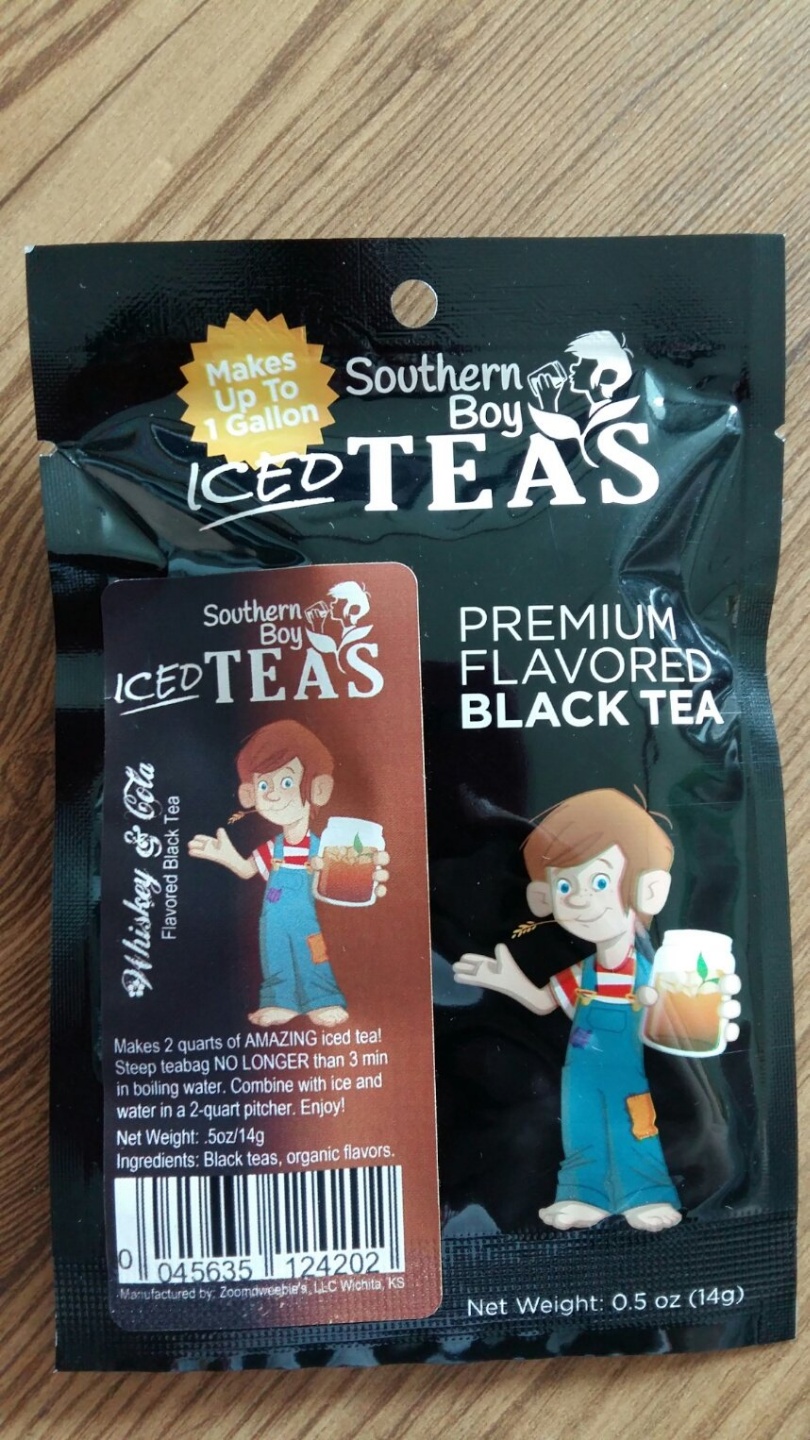 Makes
Up To
1 Gallon
Southern
Boy
ICED TEAS
PREMIUM
FLAVORED
BLACK TEA
Southern
Boy
ICED TEAS
Whiskey & Cola
Flavored Black Tea
Makes 2 quarts of AMAZING iced tea!
Steep teabag NO LONGER than 3 min
in boiling water. Combine with ice and
water in a 2-quart pitcher. Enjoy!
Net Weight: .5oz/14g
Ingredients: Black teas, organic flavors.
0 045635 124202
Manufactured by: Zoomdweebie's, LLC Wichita, KS
Net Weight: 0.5 oz (14g)